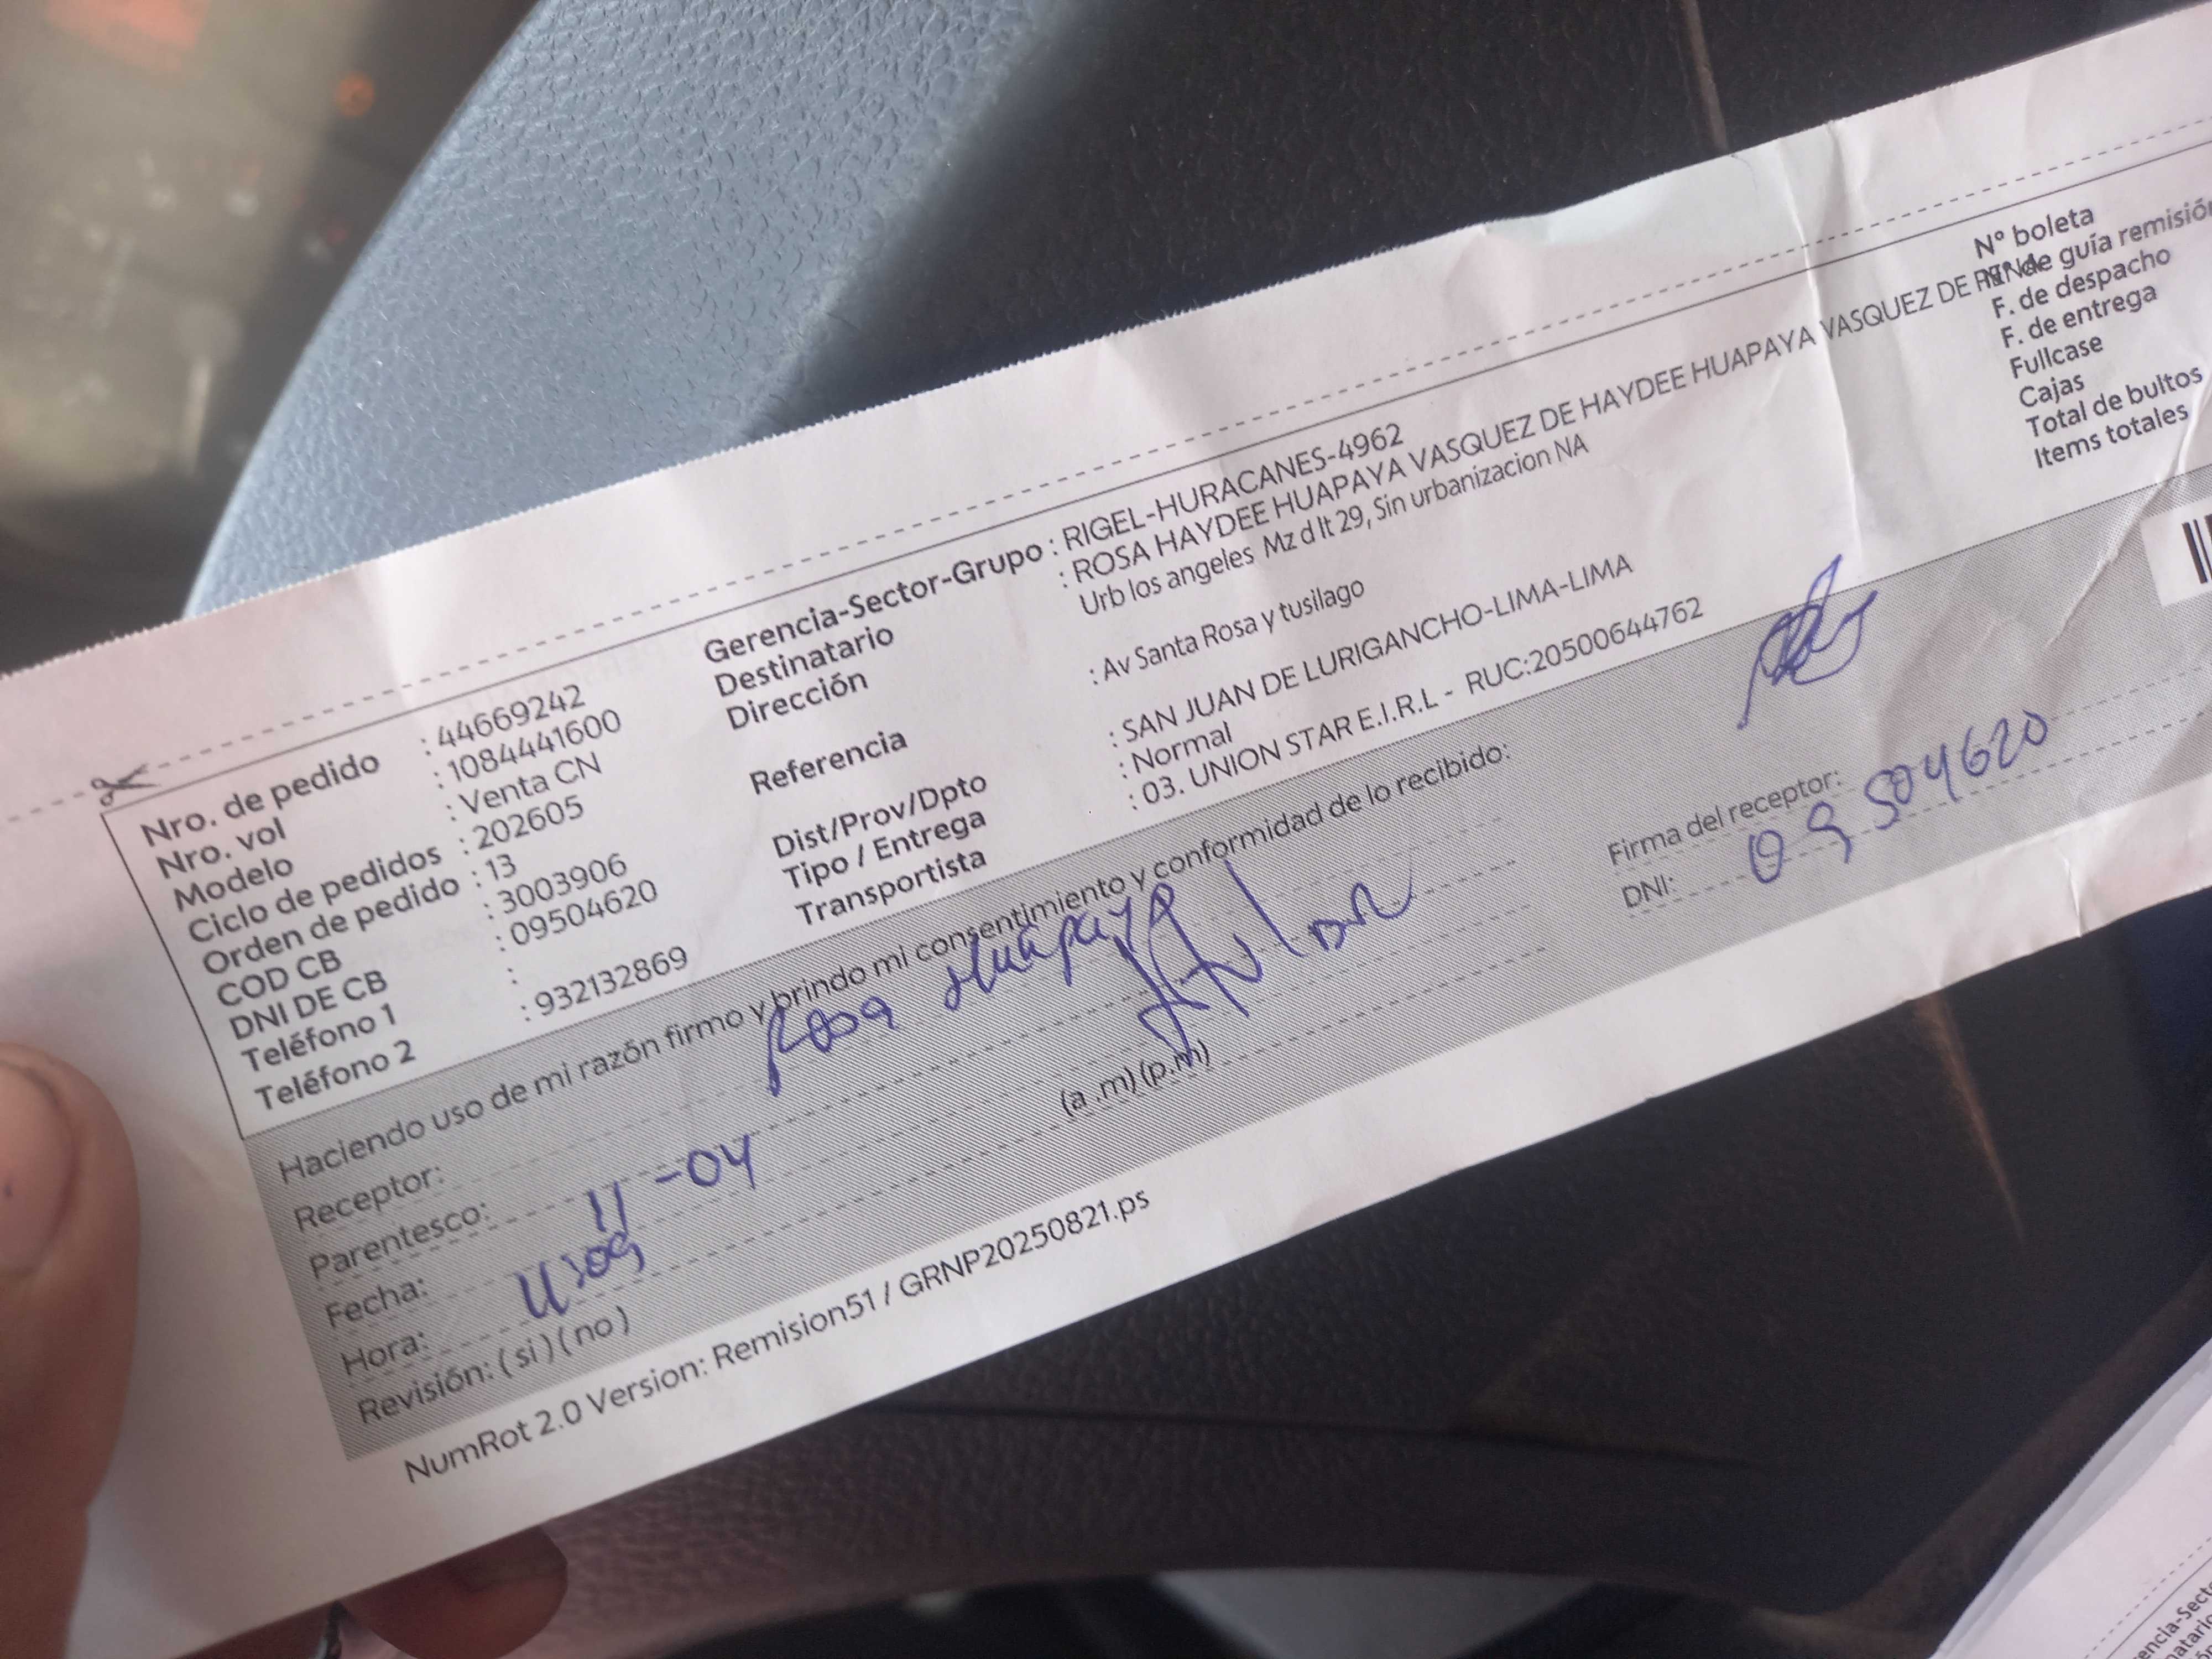 Nro. de pedido : 44669242
Nro. vol : 1084441600
Modelo : Venta CN
Ciclo de pedidos : 202605
Orden de pedido : 13
COD CB : 3003906
DNI DE CB : 09504620
Teléfono 1 :
Teléfono 2 : 932132869
Gerencia-Sector-Grupo : RIGEL-HURACANES-4962
Destinatario : ROSA HAYDEE HUAPAYA VASQUEZ DE HAYDEE HUAPAYA VASQUEZ DE PENA
Dirección Urb los angeles Mz d lt 29, Sin urbanizacion NA
Referencia : Av Santa Rosa y tusilago
Dist/Prov/Dpto : SAN JUAN DE LURIGANCHO-LIMA-LIMA
Tipo / Entrega : Normal
Transportista : 03. UNION STAR E.I.R.L - RUC:20500644762
N° boleta
N° de guía remisión
F. de despacho
F. de entrega
Fullcase
Cajas
Total de bultos
Items totales
Haciendo uso de mi razón firmo y brindo mi consentimiento y conformidad de lo recibido:
Receptor: Rosa Huapaya
Parentesco: Titular
Fecha: 11-04
Hora: (a.m) (p.m)
Revisión: ( si ) ( no )
Firma del receptor:
DNI: 09504620
NumRot 2.0 Version: Remision51 / GRNP20250821.ps